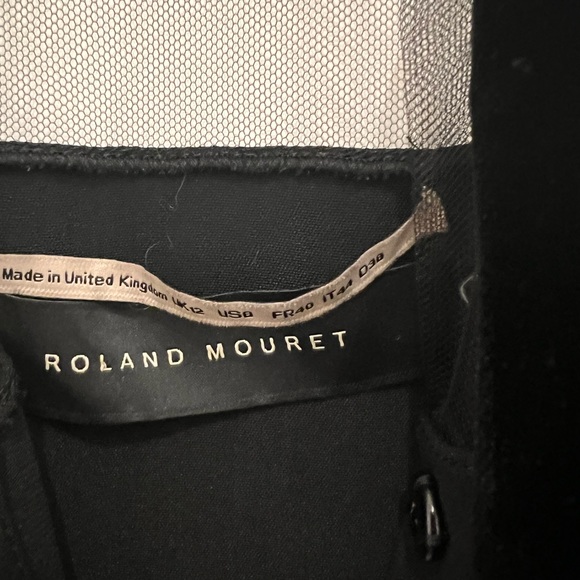 Made in United Kingdom UK12 US8 FR40 IT44 D38
ROLAND MOURET